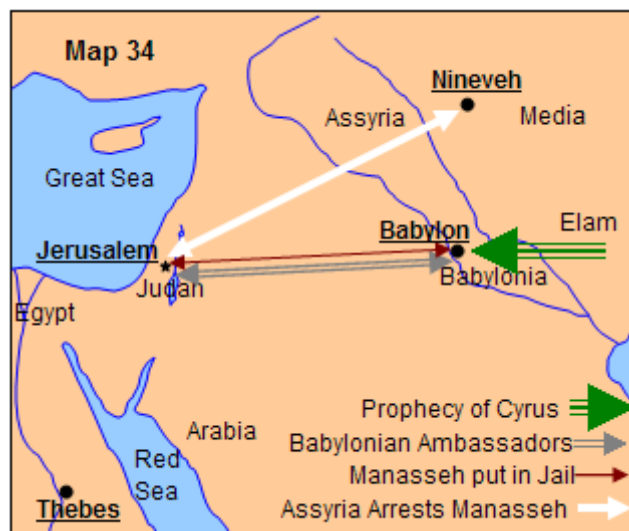 Map 34
Nineveh
Assyria
Media
Great Sea
Jerusalem
Babylon
Elam
Judah
Babylonia
Egypt
Prophecy of Cyrus
Arabia
Babylonian Ambassadors
Red
Sea
Manasseh put in Jail
Thebes
Assyria Arrests Manasseh